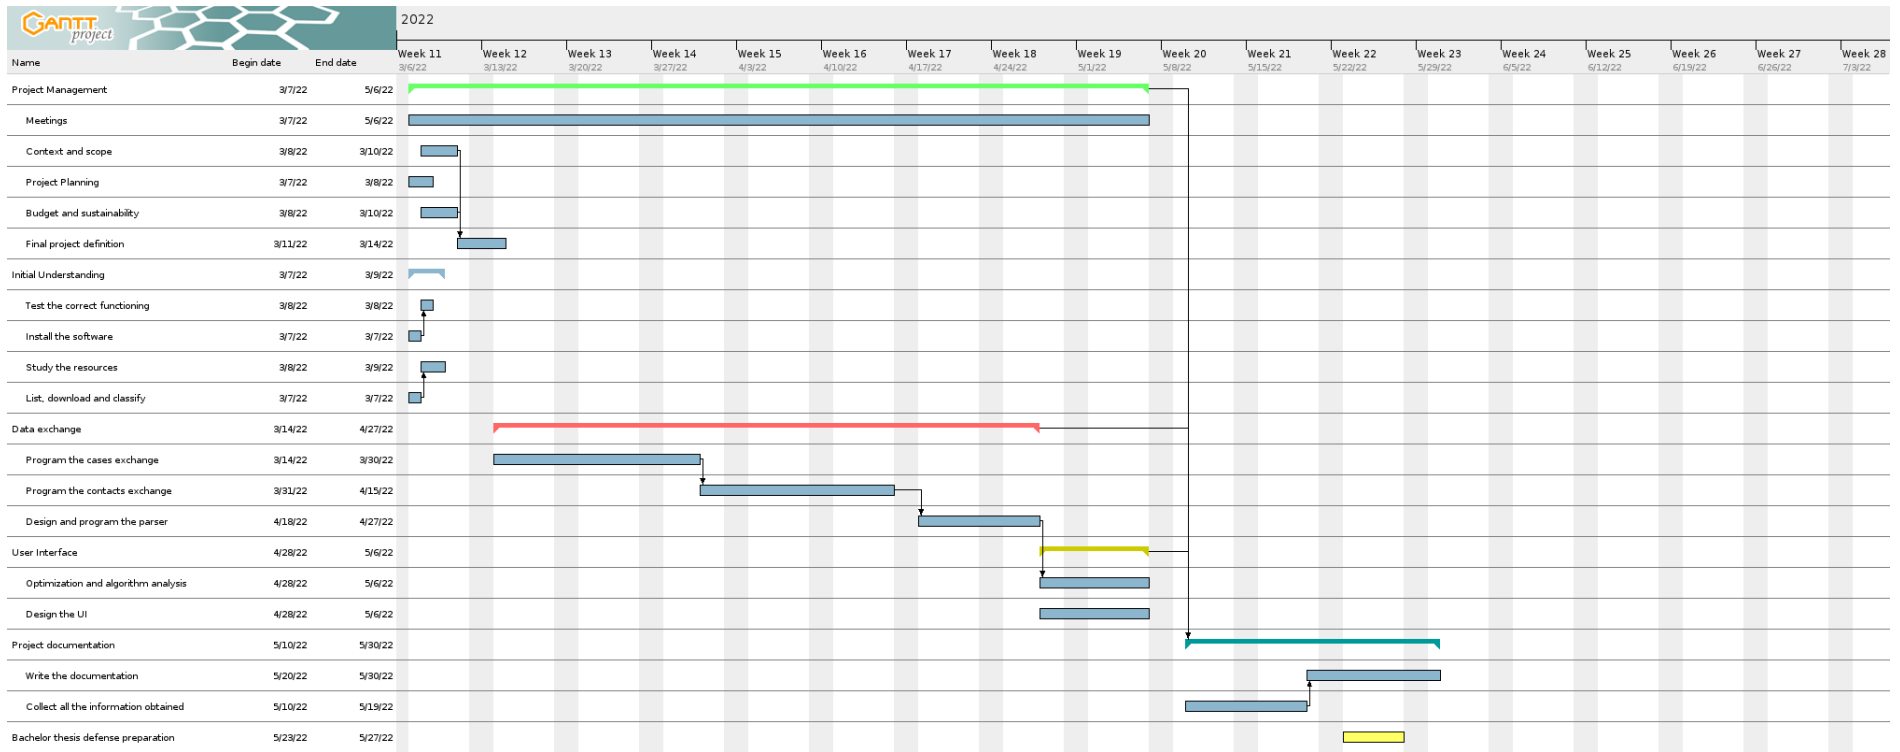 GANTT
project
2022
Week 11 Week 12 Week 13 Week 14 Week 15 Week 16 Week 17 Week 18 Week 19 Week 20 Week 21 Week 22 Week 23 Week 24 Week 25 Week 26 Week 27 Week 28
Name Begin date End date
3/6/22 3/13/22 3/20/22 3/27/22 4/3/22 4/10/22 4/17/22 4/24/22 5/1/22 5/8/22 5/15/22 5/22/22 5/29/22 6/5/22 6/12/22 6/19/22 6/26/22 7/3/22
Project Management 3/7/22 5/6/22
Meetings 3/7/22 5/6/22
Context and scope 3/8/22 3/10/22
Project Planning 3/7/22 3/8/22
Budget and sustainability 3/8/22 3/10/22
Final project definition 3/11/22 3/14/22
Initial Understanding 3/7/22 3/9/22
Test the correct functioning 3/8/22 3/8/22
Install the software 3/7/22 3/7/22
Study the resources 3/8/22 3/9/22
List, download and classify 3/7/22 3/7/22
Data exchange 3/14/22 4/27/22
Program the cases exchange 3/14/22 3/30/22
Program the contacts exchange 3/31/22 4/15/22
Design and program the parser 4/18/22 4/27/22
User Interface 4/28/22 5/6/22
Optimization and algorithm analysis 4/28/22 5/6/22
Design the UI 4/28/22 5/6/22
Project documentation 5/10/22 5/30/22
Write the documentation 5/20/22 5/30/22
Collect all the information obtained 5/10/22 5/19/22
Bachelor thesis defense preparation 5/23/22 5/27/22